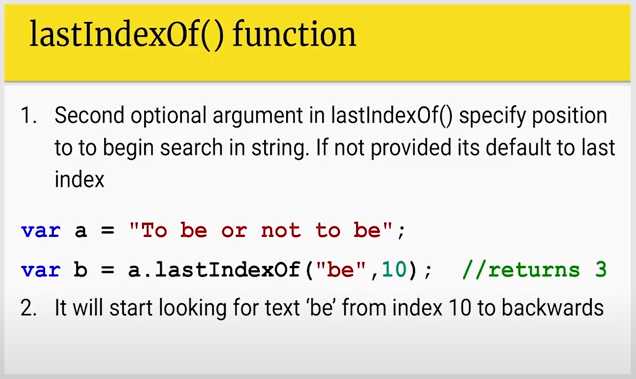 lastIndexOf() function
1. Second optional argument in lastIndexOf() specify position
to to begin search in string. If not provided its default to last
index
var a = "To be or not to be";
var b = a.lastIndexOf("be",10); //returns 3
2. It will start looking for text ‘be’ from index 10 to backwards